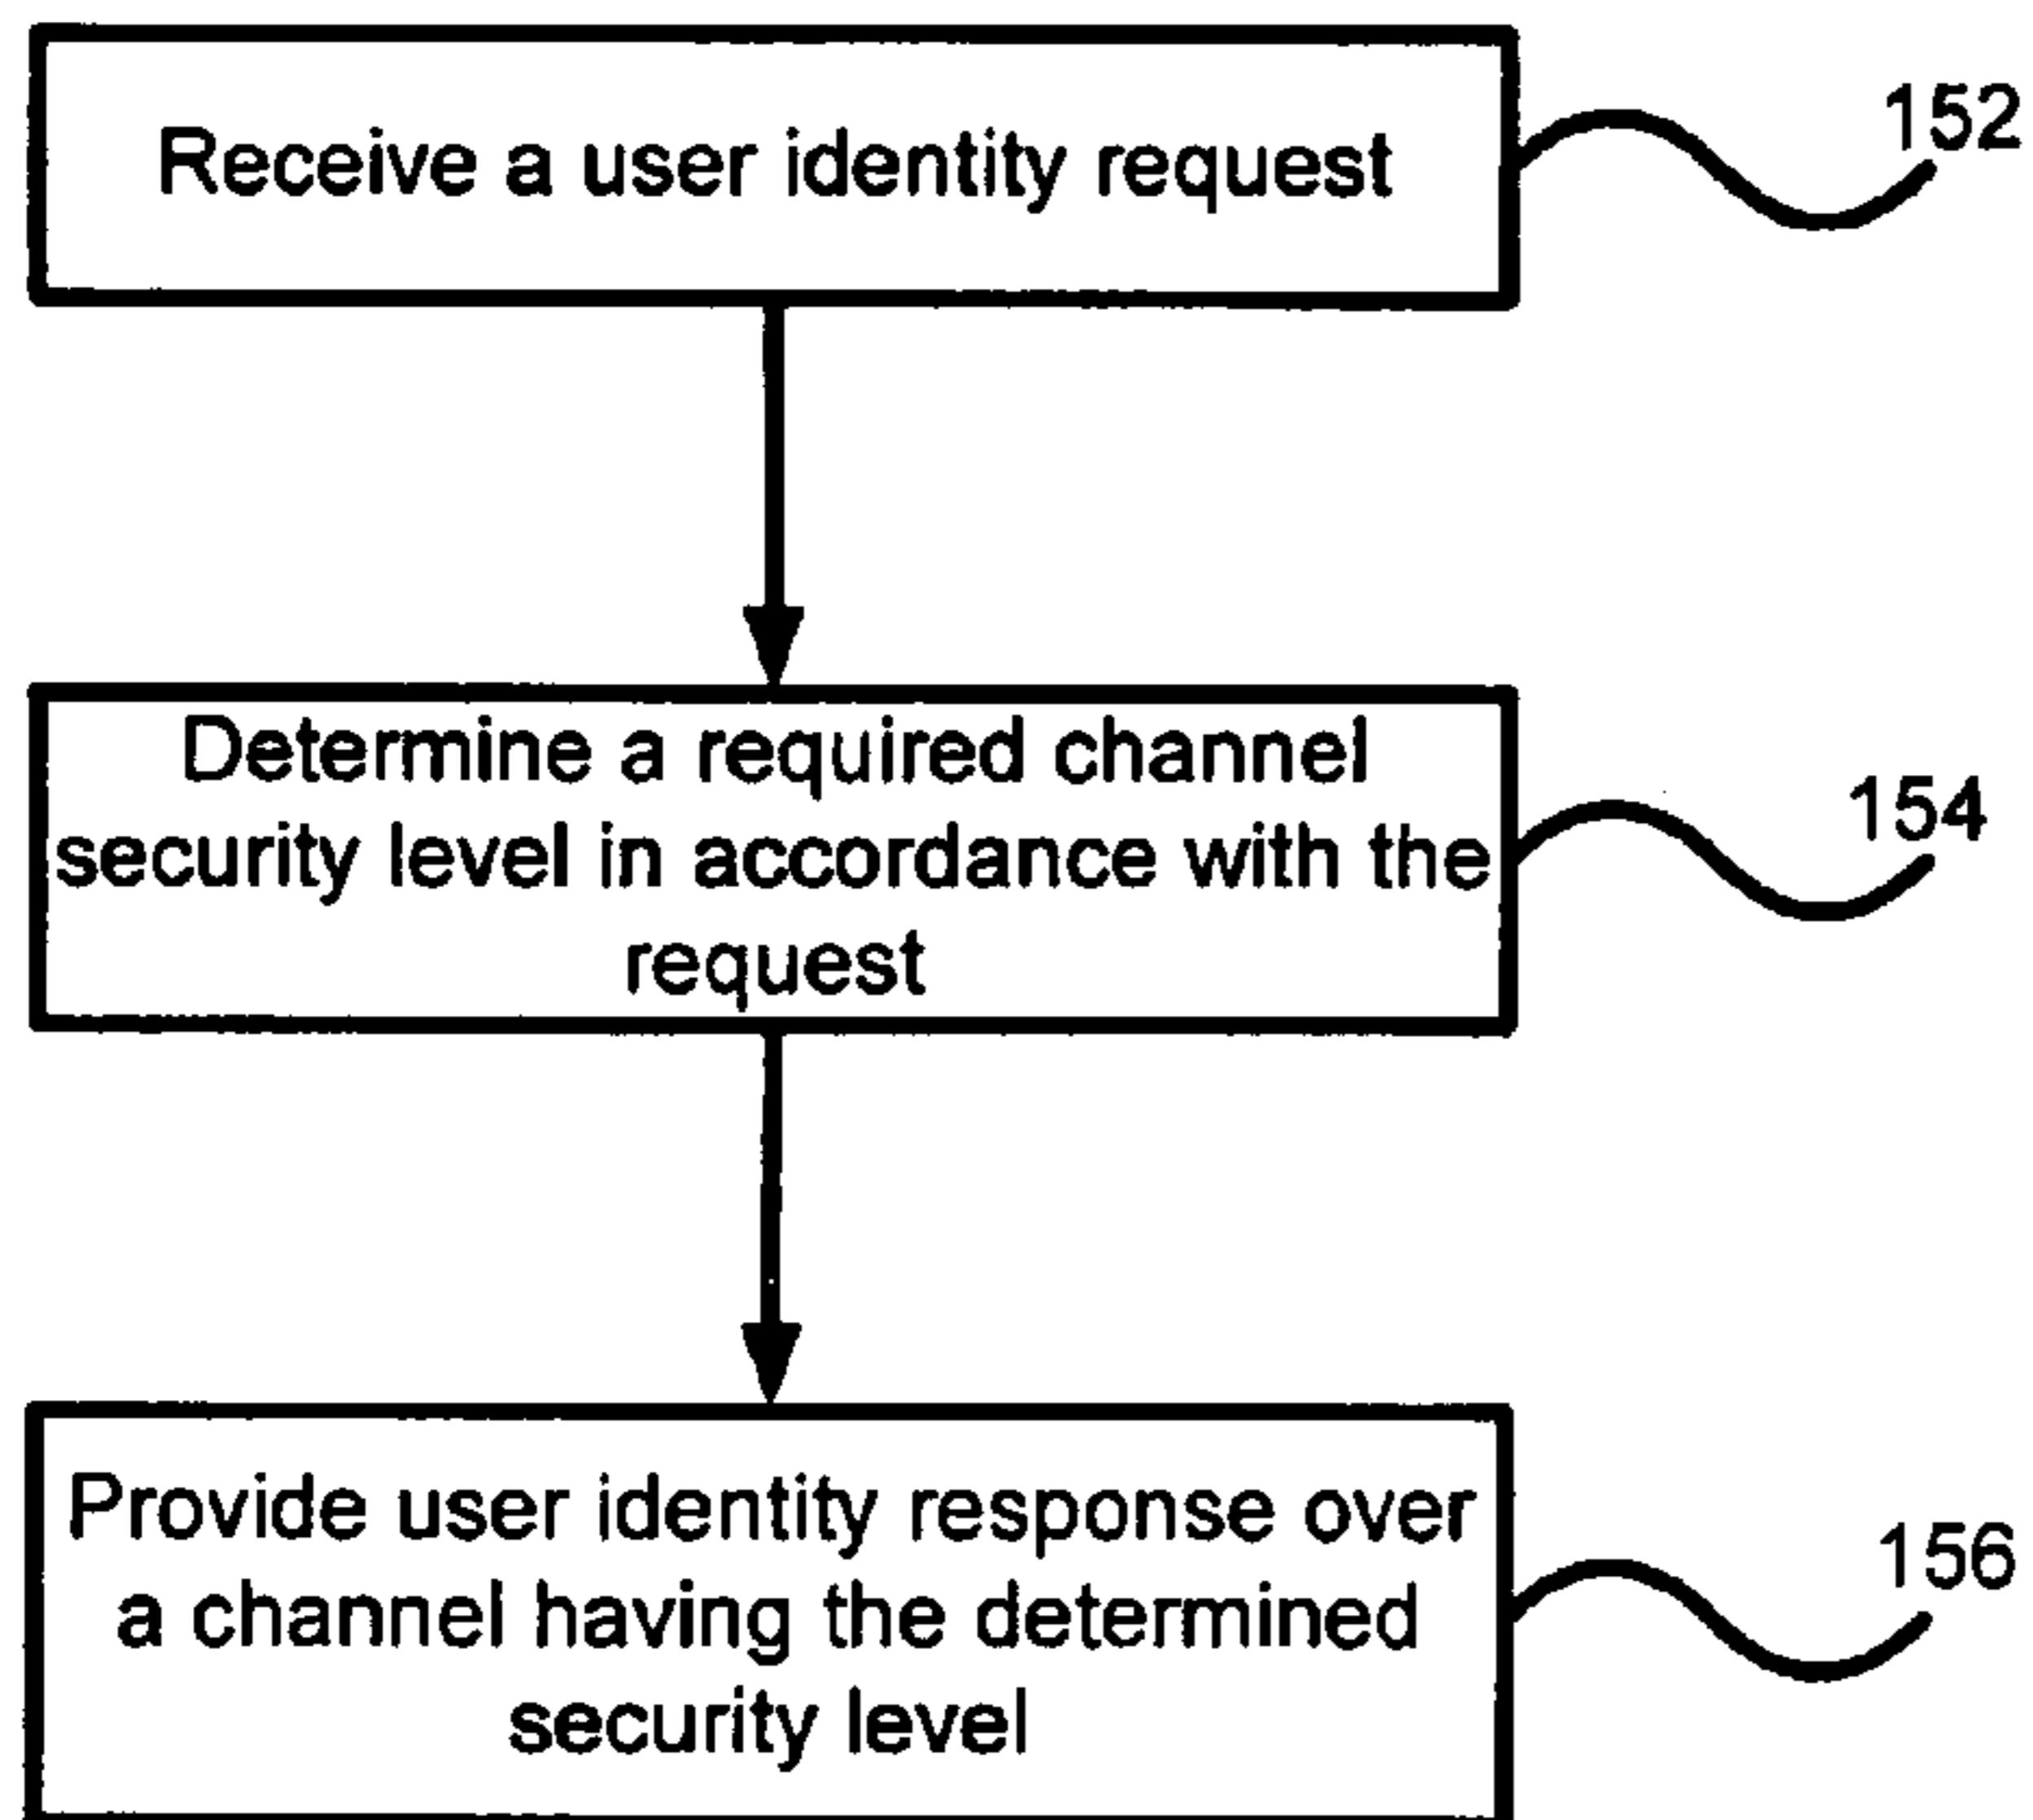 Receive a user identity request
152
Determine a required channel
security level in accordance with the
request
154
Provide user identity response over
a channel having the determined
security level
156